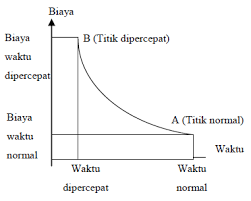 Biaya
Biaya
waktu
dipercepat
B (Titik dipercepat)
A (Titik normal)
Biaya
waktu
normal
Waktu
Waktu
dipercepat
Waktu
normal